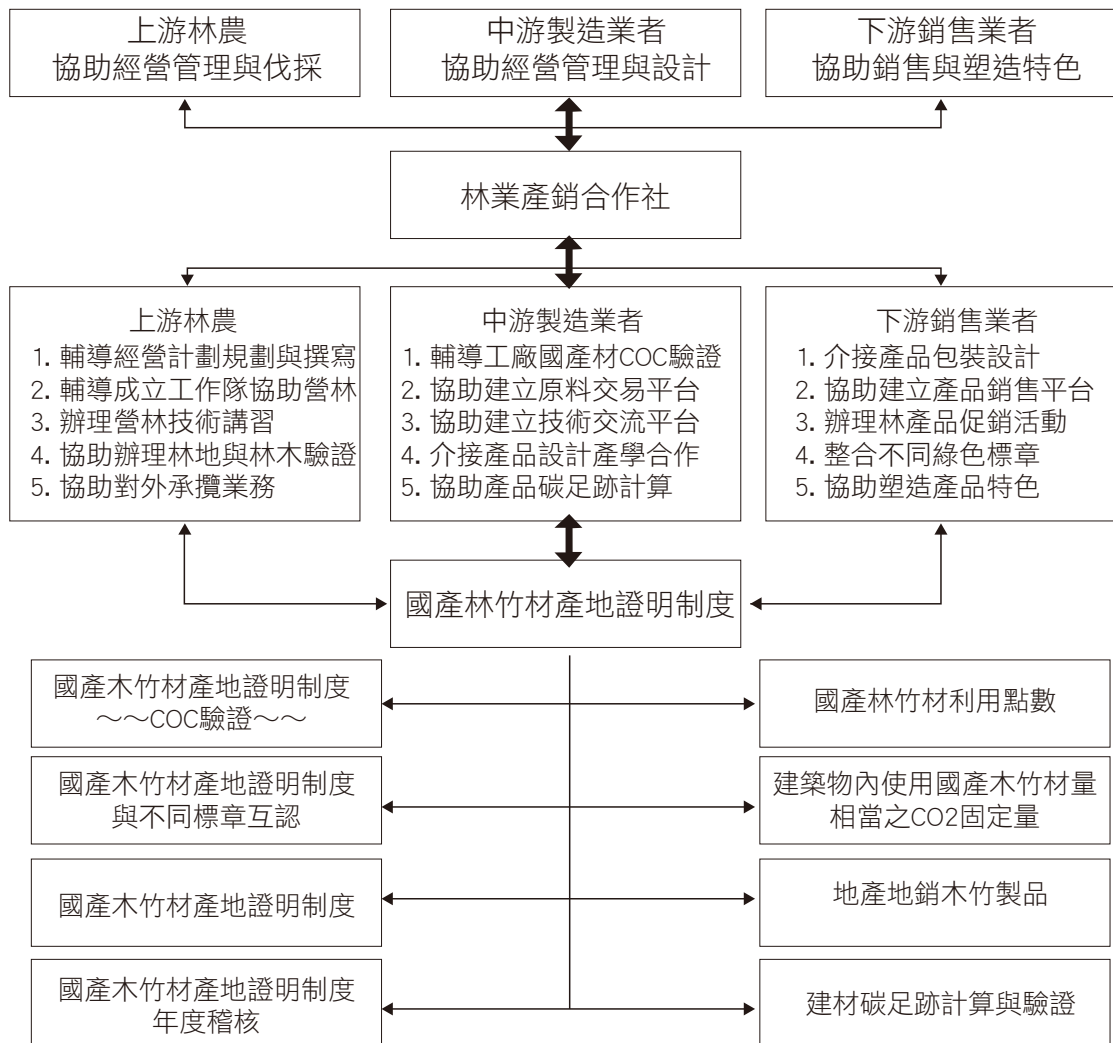 上游林農
協助經營管理與伐採
中游製造業者
協助經營管理與設計
下游銷售業者
協助銷售與塑造特色
林業產銷合作社
上游林農
1. 輔導經營計劃規劃與撰寫
2. 輔導成立工作隊協助營林
3. 辦理營林技術講習
4. 協助辦理林地與林木驗證
5. 協助對外承攬業務
中游製造業者
1. 輔導工廠國產材COC驗證
2. 協助建立原料交易平台
3. 協助建立技術交流平台
4. 介接產品設計產學合作
5. 協助產品碳足跡計算
下游銷售業者
1. 介接產品包裝設計
2. 協助建立產品銷售平台
3. 辦理林產品促銷活動
4. 整合不同綠色標章
5. 協助塑造產品特色
國產林竹材產地證明制度
國產木竹材產地證明制度
～～COC驗證～～
國產林竹材利用點數
國產木竹材產地證明制度
與不同標章互認
建築物內使用國產木竹材量
相當之CO2固定量
國產木竹材產地證明制度
地產地銷木竹製品
國產木竹材產地證明制度
年度稽核
建材碳足跡計算與驗證